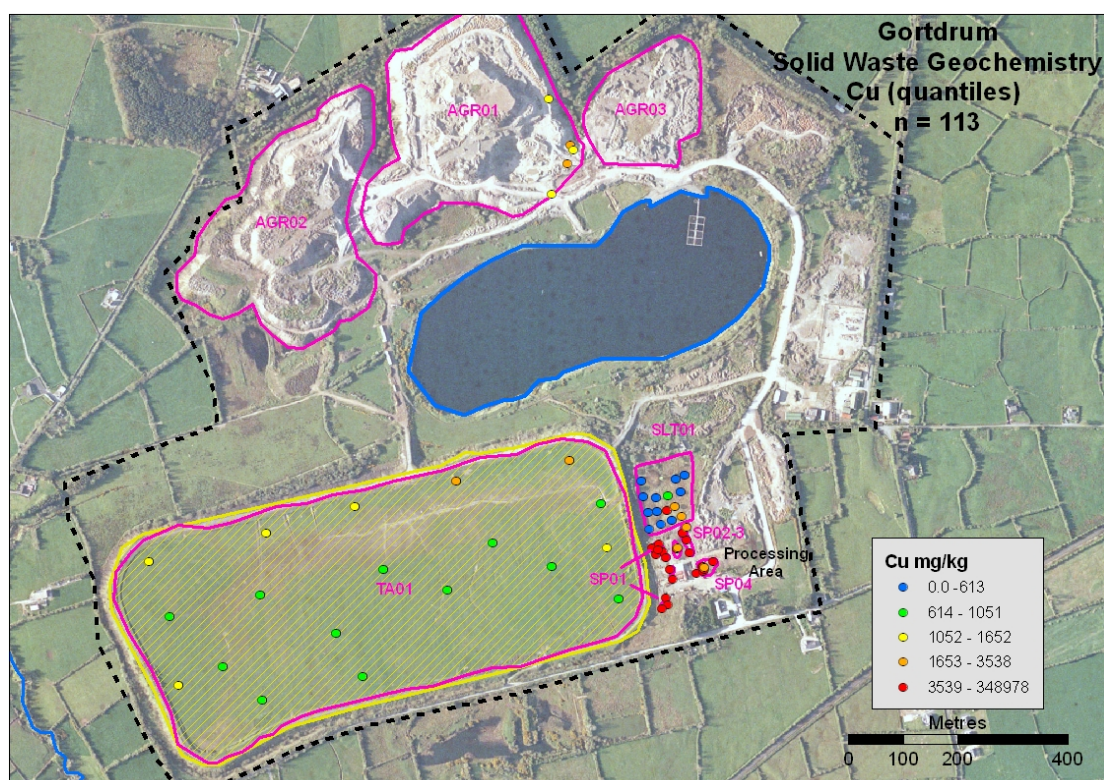 Gortdrum
Solid Waste Geochemistry
Cu (quantiles)
n = 113
AGR01
AGR03
AGR02
SLT01
SP02-3
Processing
Area
SP01
SP04
TA01
Cu mg/kg
0.0 - 613
614 - 1051
1052 - 1652
1653 - 3538
3539 - 348978
Metres
0 100 200 400